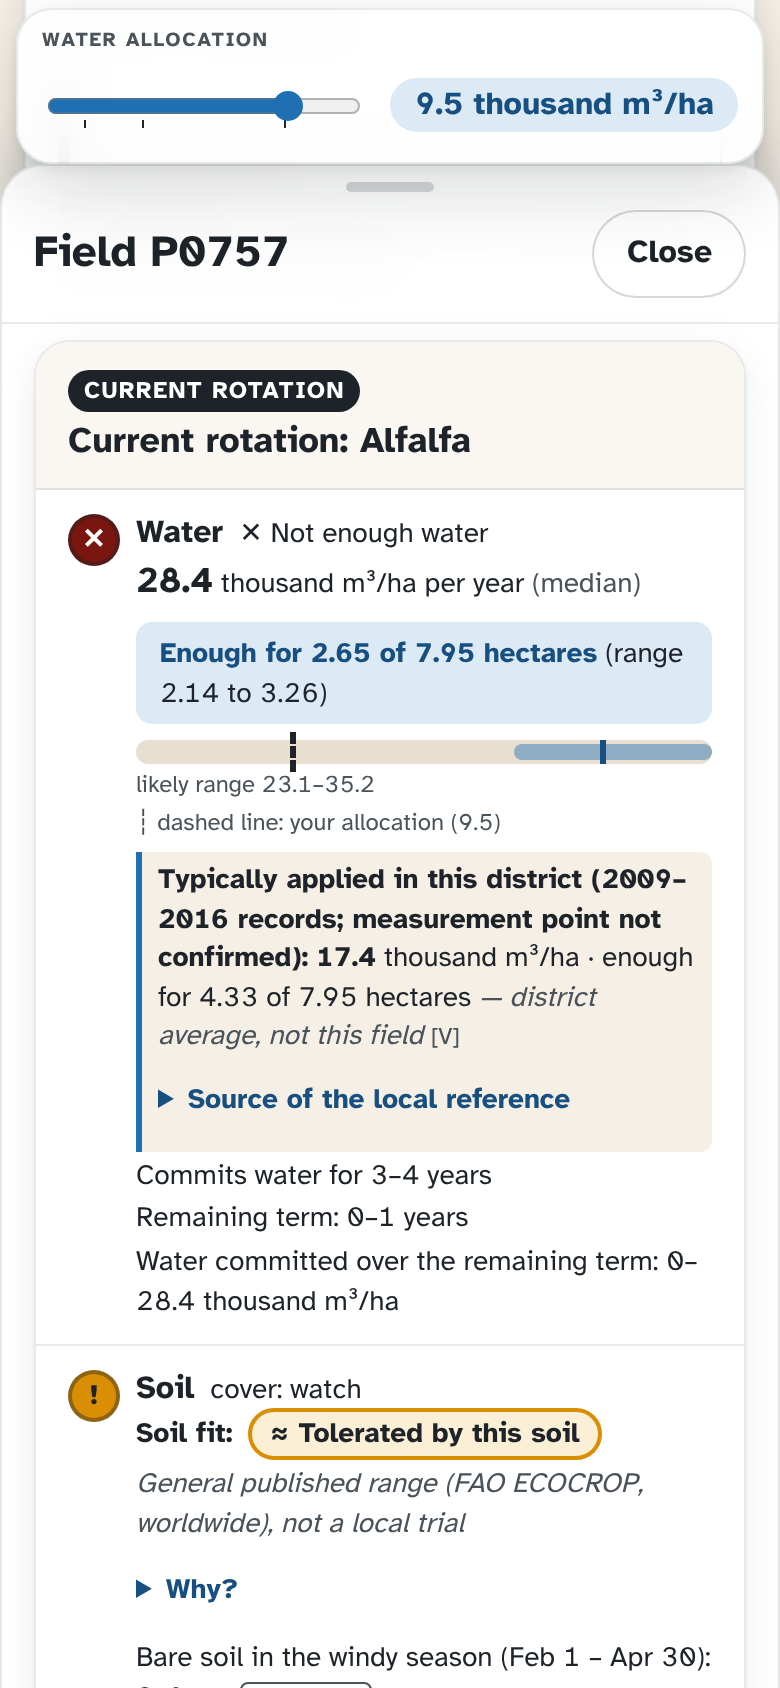 WATER ALLOCATION
9.5 thousand m³/ha
Field P0757
Close
CURRENT ROTATION
Current rotation: Alfalfa
Water ✕ Not enough water
28.4 thousand m³/ha per year (median)
Enough for 2.65 of 7.95 hectares (range
2.14 to 3.26)
likely range 23.1–35.2
┆ dashed line: your allocation (9.5)
Typically applied in this district (2009–
2016 records; measurement point not
confirmed): 17.4 thousand m³/ha · enough
for 4.33 of 7.95 hectares — district
average, not this field [V]
▶ Source of the local reference
Commits water for 3–4 years
Remaining term: 0–1 years
Water committed over the remaining term: 0–
28.4 thousand m³/ha
! Soil cover: watch
Soil fit: ≈ Tolerated by this soil
General published range (FAO ECOCROP,
worldwide), not a local trial
▶ Why?
Bare soil in the windy season (Feb 1 – Apr 30):